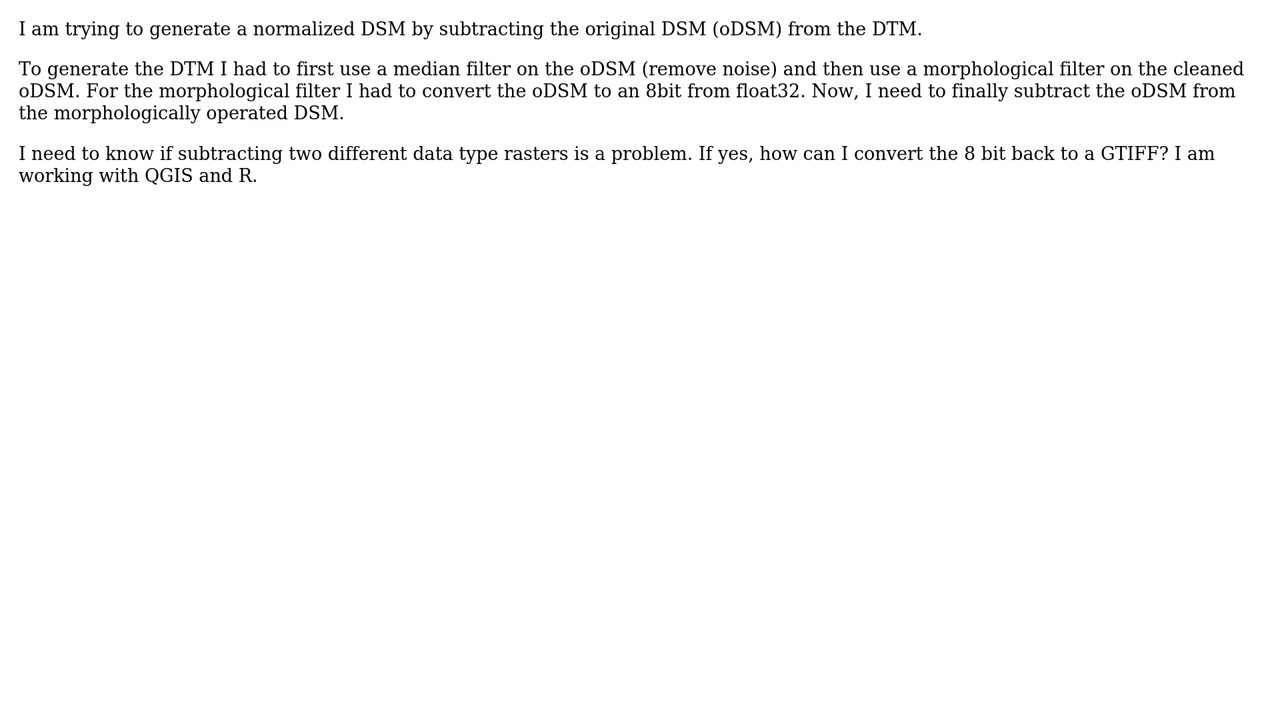 I am trying to generate a normalized DSM by subtracting the original DSM (oDSM) from the DTM.
To generate the DTM I had to first use a median filter on the oDSM (remove noise) and then use a morphological filter on the cleaned
oDSM. For the morphological filter I had to convert the oDSM to an 8bit from float32. Now, I need to finally subtract the oDSM from
the morphologically operated DSM.
I need to know if subtracting two different data type rasters is a problem. If yes, how can I convert the 8 bit back to a GTIFF? I am
working with QGIS and R.